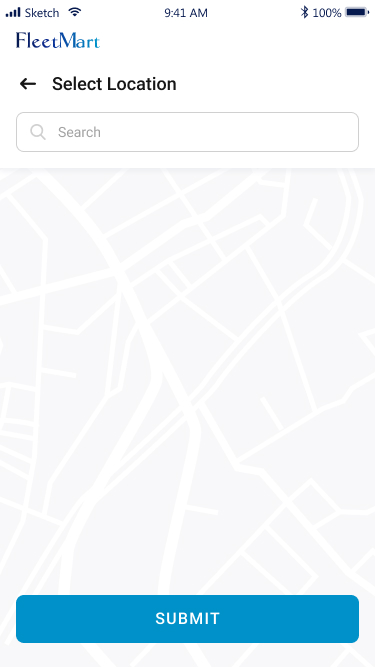 Sketch 9:41 AM 100%
FleetMart
Select Location
Search
SUBMIT